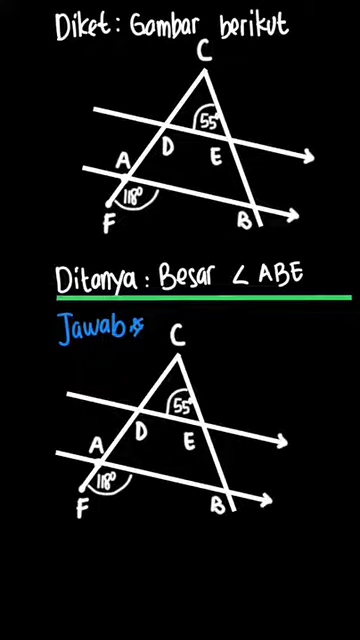 Diket: Gambar berikut
C
55°
D
E
A
118°
B
F
Ditanya: Besar ∠ ABE
Jawab
C
55°
D
E
A
118°
B
F